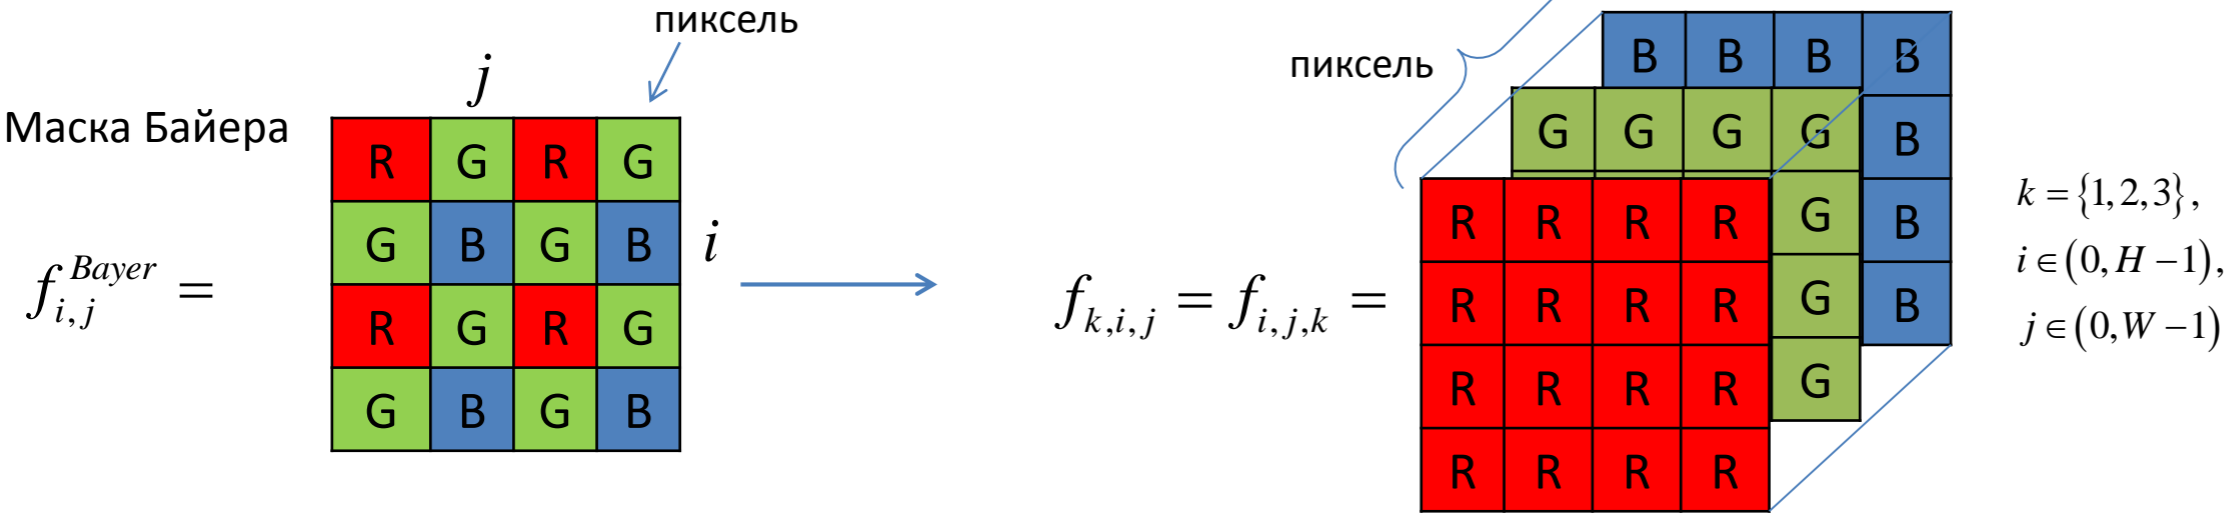 пиксель
j
Маска Байера
R G R G
G B G B
R G R G
G B G B
i
f_{i,j}^{Bayer} =
пиксель
B B B B
G G G G B
R R R R G B
R R R R G B
R R R R G
R R R R
f_{k,i,j} = f_{i,j,k} =
k = {1,2,3},
i ∈ (0, H −1),
j ∈ (0, W −1)